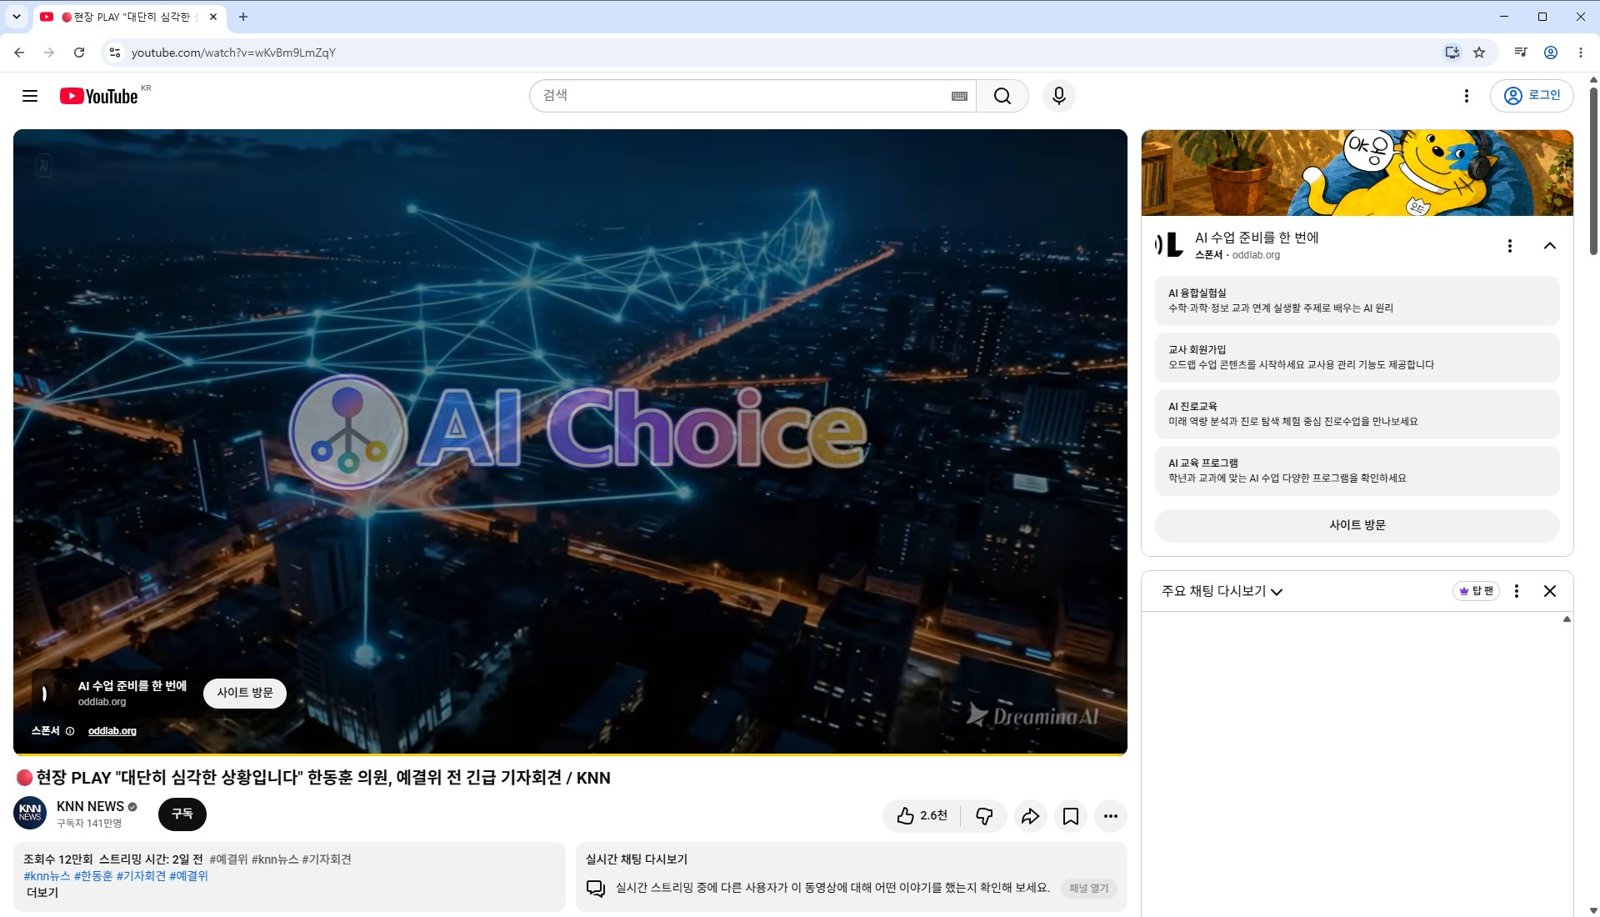 현장 PLAY "대단히 심각한
youtube.com/watch?v=wKvBm9LmZqY
YouTube KR
검색
로그인
AI
AI Choice
AI 수업 준비를 한 번에
oddlab.org
사이트 방문
스폰서
oddlab.org
Dreamina AI
야옹
오드
L
AI 수업 준비를 한 번에
스폰서 · oddlab.org
AI 융합실험실
수학·과학·정보 교과 연계 실생활 주제로 배우는 AI 원리
교사 회원가입
오드랩 수업 콘텐츠를 시작하세요 교사용 관리 기능도 제공합니다
AI 진로교육
미래 역량 분석과 진로 탐색 체험 중심 진로수업을 만나보세요
AI 교육 프로그램
학년과 교과에 맞는 AI 수업 다양한 프로그램을 확인하세요
사이트 방문
주요 채팅 다시보기
탑 팬
현장 PLAY "대단히 심각한 상황입니다" 한동훈 의원, 예결위 전 긴급 기자회견 / KNN
KNN NEWS
KNN NEWS
구독자 141만명
구독
2.6천
조회수 12만회 스트리밍 시간: 2일 전 #예결위 #knn뉴스 #기자회견
#knn뉴스 #한동훈 #기자회견 #예결위
더보기
실시간 채팅 다시보기
실시간 스트리밍 중에 다른 사용자가 이 동영상에 대해 어떤 이야기를 했는지 확인해 보세요.
패널 열기